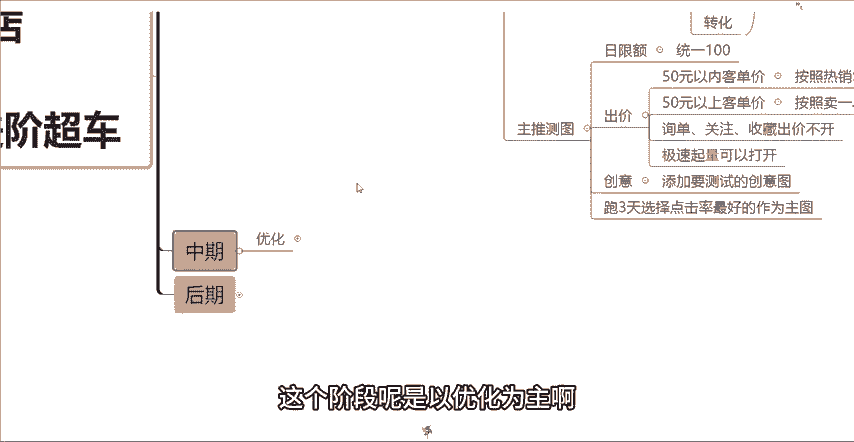 店
转化
日限额 统一100
50元以内客单价 按照热销
50元以上客单价 按照卖一
出价
主推测图
询单、关注、收藏出价不开
极速起量可以打开
创意 添加要测试的创意图
跑3天选择点击率最好的作为主图
阶超车
中期 优化
后期
这个阶段呢是以优化为主啊